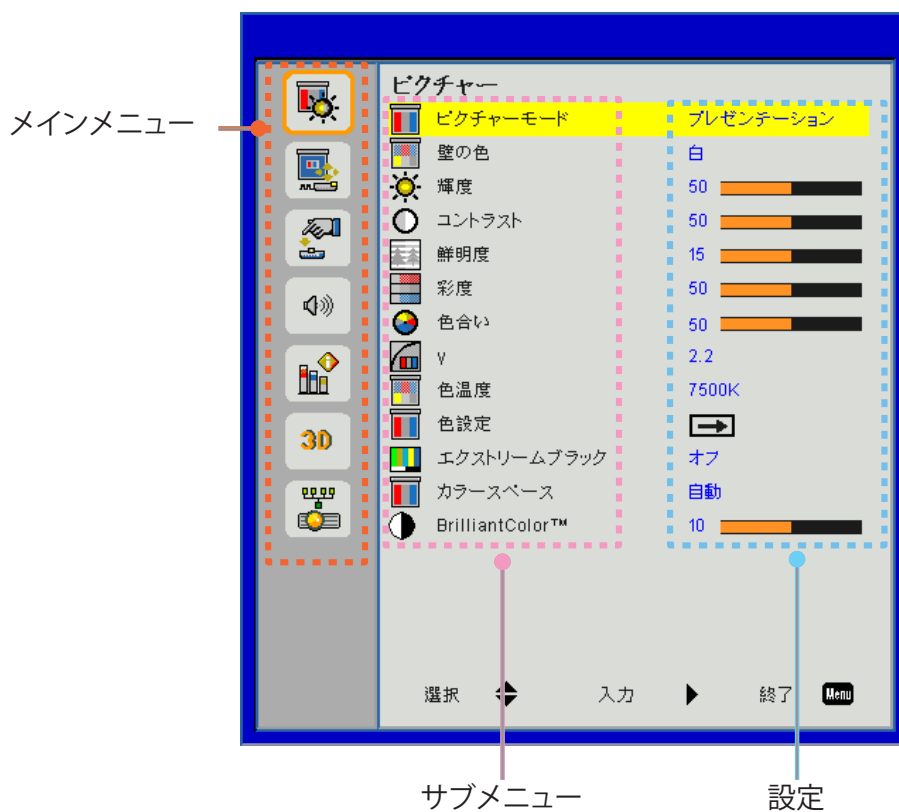 メインメニュー
ピクチャー
ピクチャーモード プレゼンテーション
壁の色 白
輝度 50
コントラスト 50
鮮明度 15
彩度 50
色合い 50
γ 2.2
色温度 7500K
色設定
エクストリームブラック オフ
カラースペース 自動
BrilliantColor™ 10
3D
選択 入力 終了 Menu
サブメニュー 設定